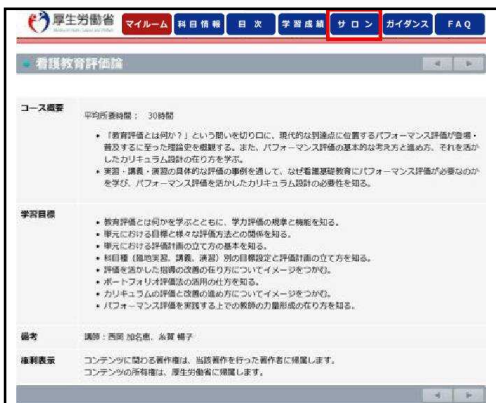 厚生労働省
マイルーム 科目情報 目次 学習成績 サロン ガイダンス FAQ
看護教育評価論
コース概要
平均所要時間： 30時間
• 「教育評価とは何か？」という問いを切り口に、現代的な到達点に位置するパフォーマンス評価が登場・
普及するに至った理論史を概観する。また、パフォーマンス評価の基本的な考え方と進め方、それを活か
したカリキュラム設計の在り方を学ぶ。
• 実習・講義・演習の具体的な評価の事例を通して、なぜ看護基礎教育にパフォーマンス評価が必要なのか
を学び、パフォーマンス評価を活かしたカリキュラム設計の必要性を知る。
学習目標
• 教育評価とは何かを学ぶとともに、学力評価の規準と機能を知る。
• 単元における目標と様々な評価方法との関係を知る。
• 単元における評価計画の立て方の基本を知る。
• 科目種（臨地実習、講義、演習）別の目標設定と評価計画の立て方を知る。
• 評価を活かした指導の改善の在り方についてイメージをつかむ。
• ポートフォリオ評価法の活用の仕方を知る。
• カリキュラムの評価と改善の進め方についてイメージをつかむ。
• パフォーマンス評価を実践する上での教師の力量形成の在り方を知る。
備考
講師：西岡 加名恵、糸賀 暢子
権利表示
コンテンツに関わる著作権は、当該著作を行った著作者に帰属します。
コンテンツの所有権は、厚生労働省に帰属します。